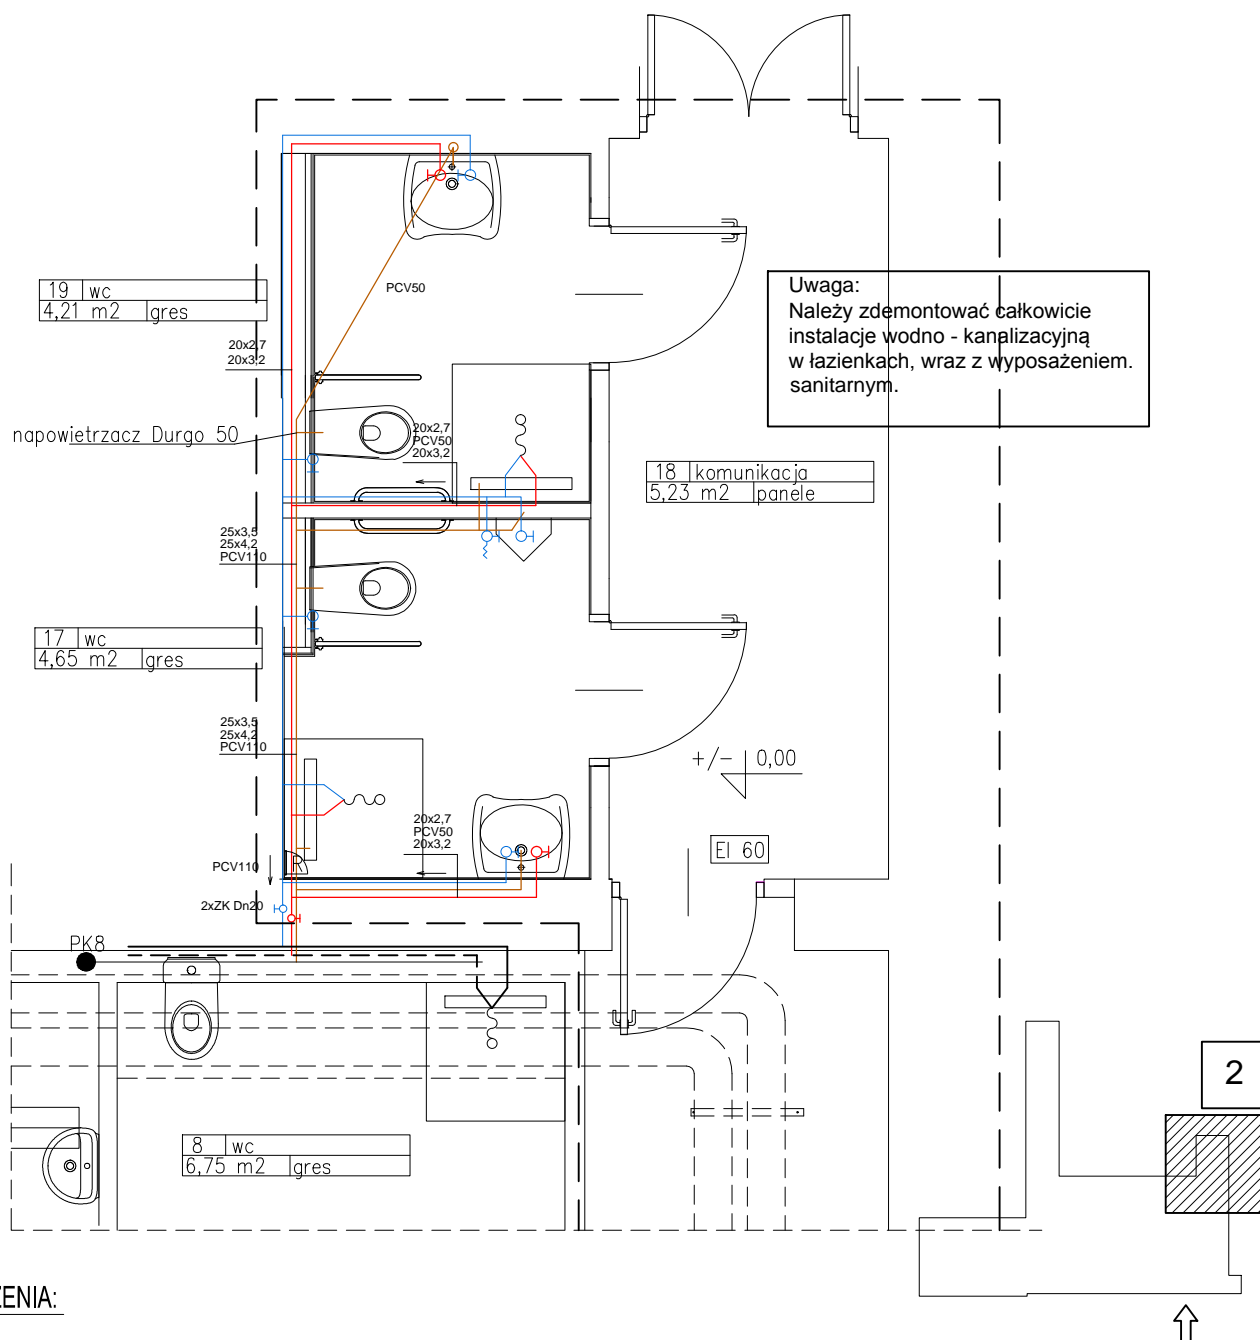 19 wc
4,21 m2 gres
20x2,7
20x3,2
napowietrzacz Durgo 50
PCV50
Uwaga:
Należy zdemontować całkowicie
instalacje wodno - kanalizacyjną
w łazienkach, wraz z wyposażeniem.
sanitarnym.
20x2,7
PCV50
20x3,2
18 komunikacja
5,23 m2 panele
25x3,5
25x4,2
PCV110
17 wc
4,65 m2 gres
25x3,5
25x4,2
PCV110
+/- 0,00
20x2,7
PCV50
20x3,2
EI 60
PCV110
2xZK Dn20
PK8
2
8 wc
6,75 m2 gres
ZENIA: